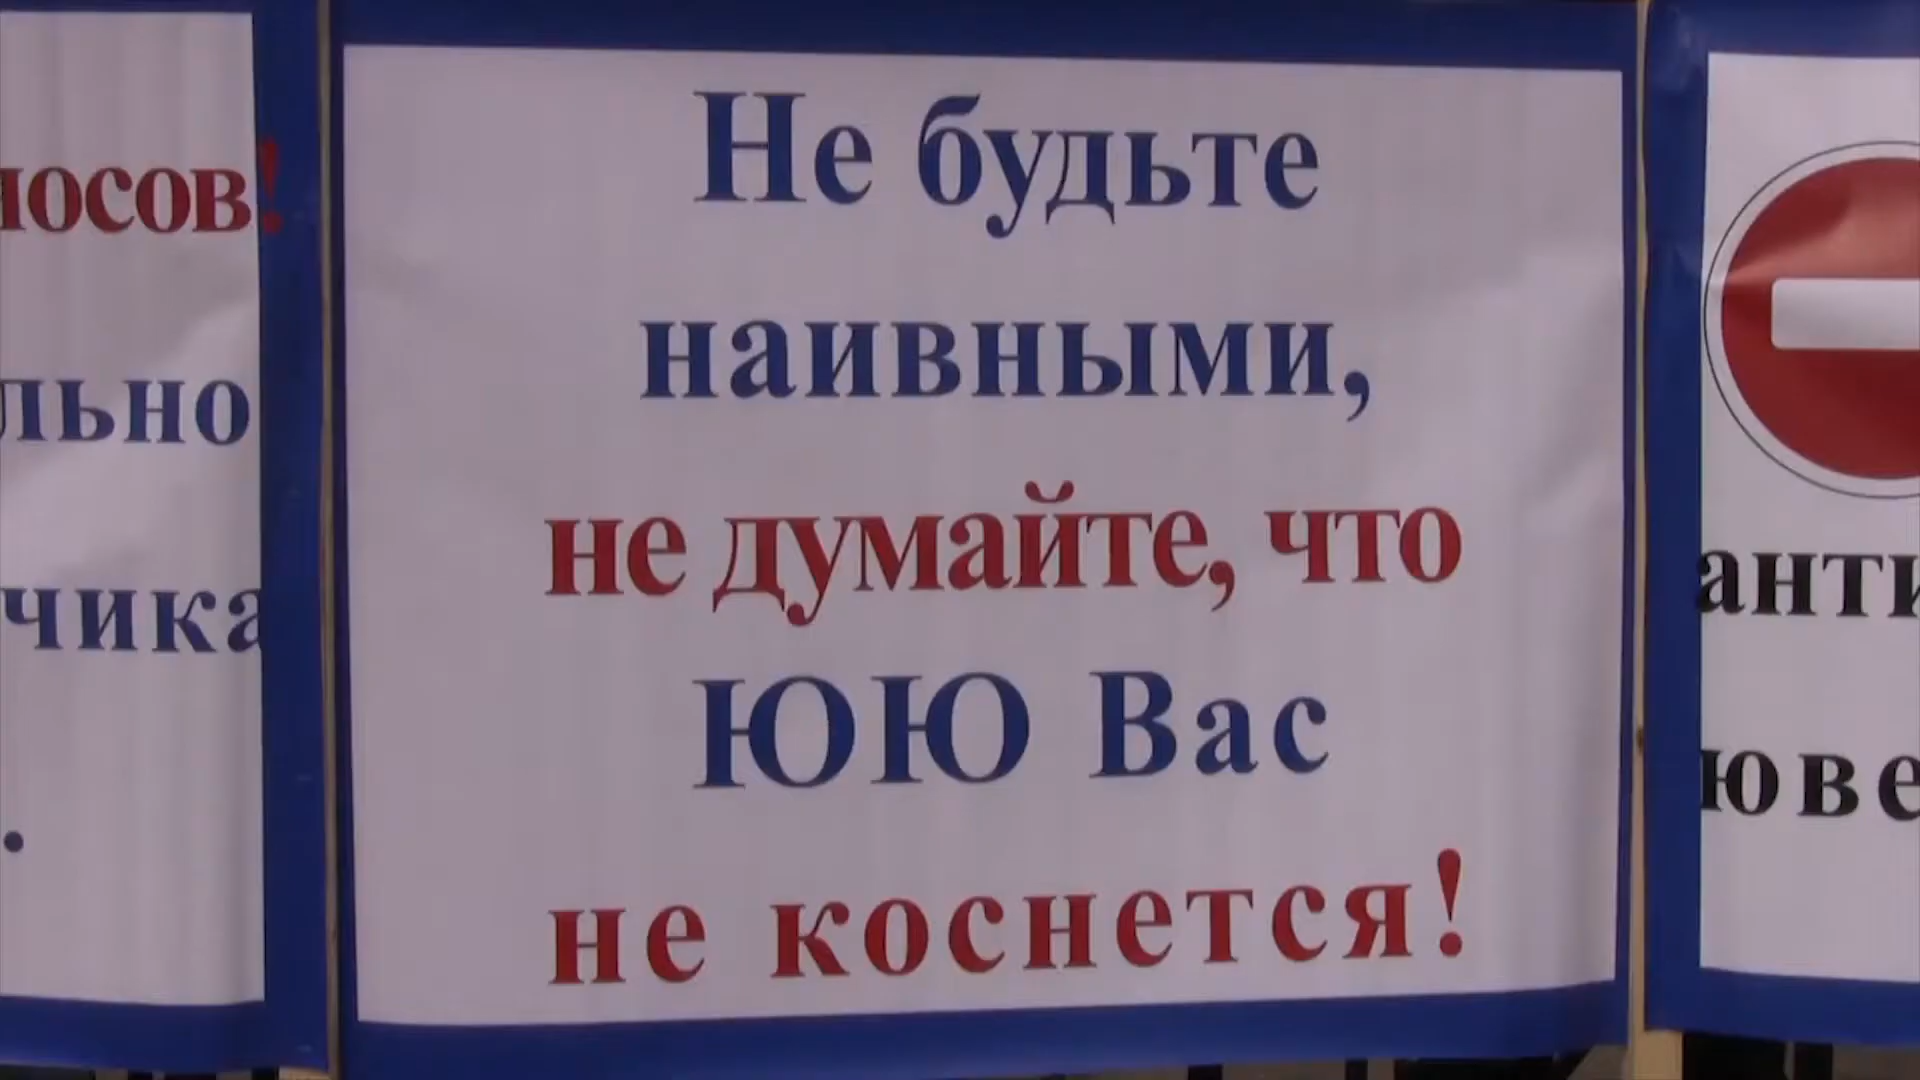 Не будьте
наивными,
не думайте, что
ЮЮ Вас
не коснется!